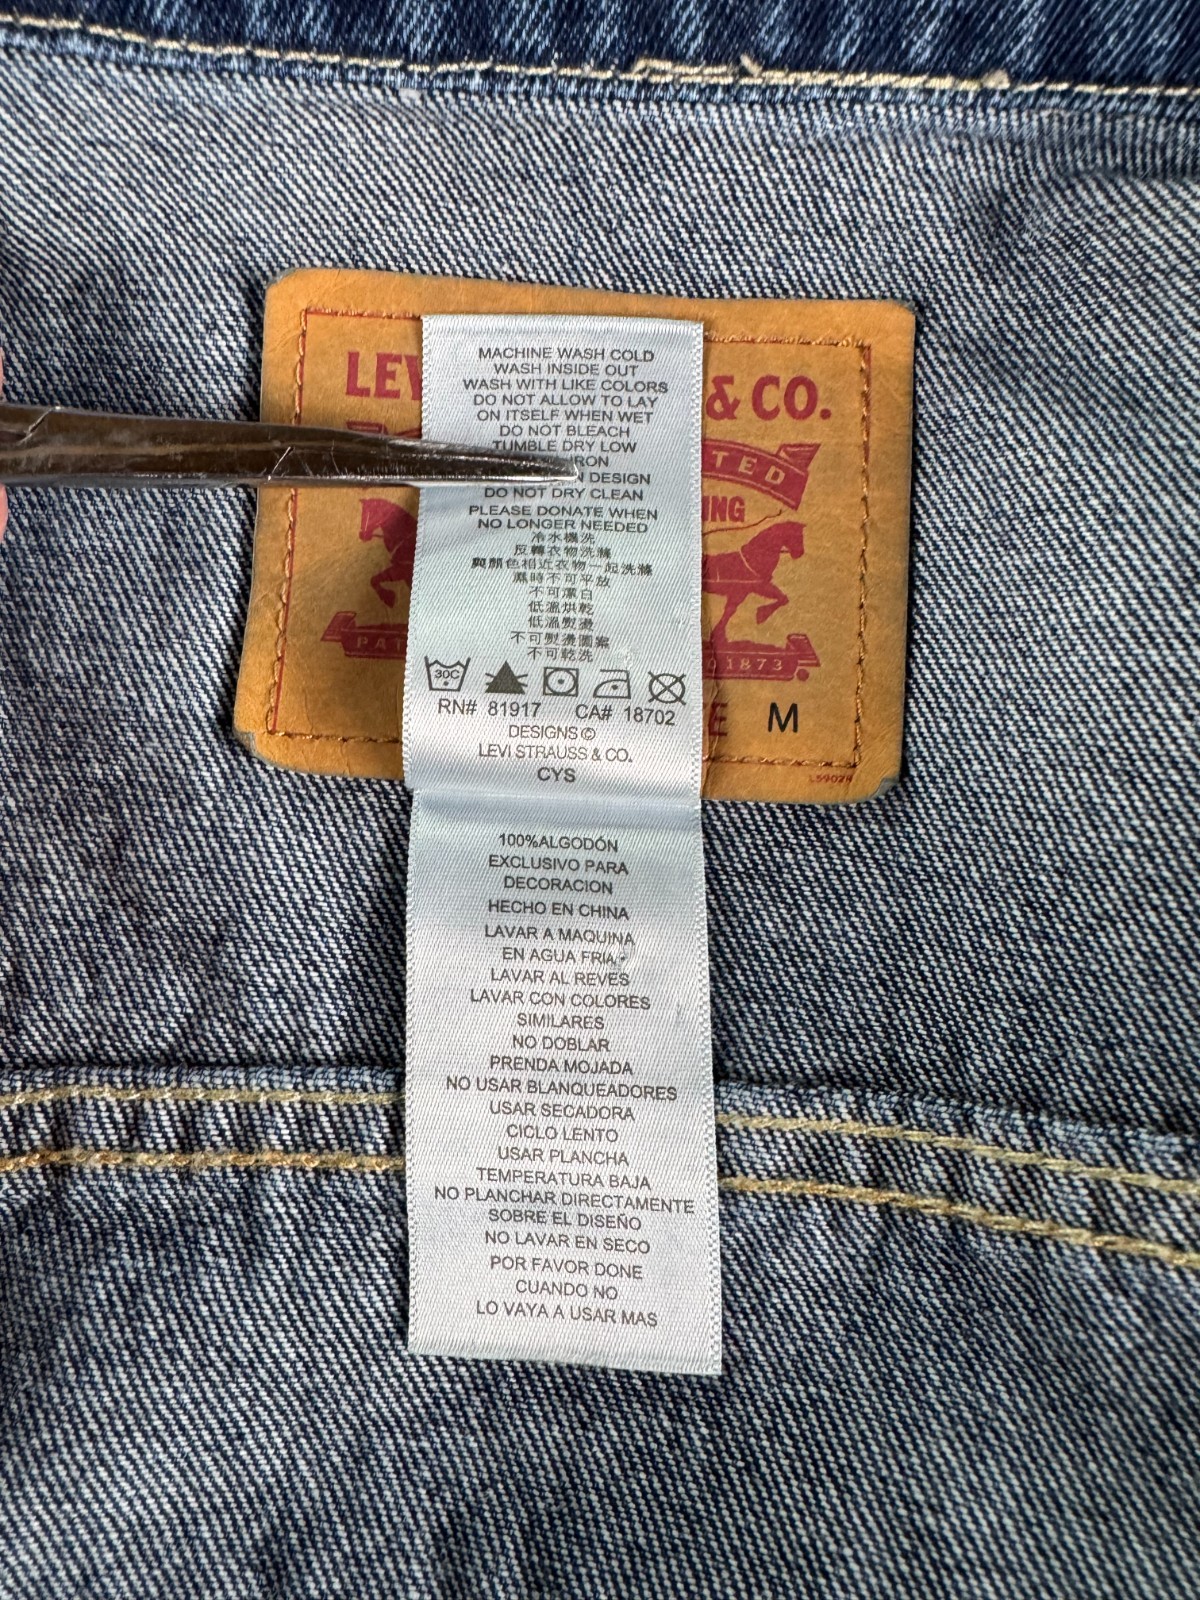 LEV
& CO.
TED
ING
PAT
1873
E M
L59024
MACHINE WASH COLD
WASH INSIDE OUT
WASH WITH LIKE COLORS
DO NOT ALLOW TO LAY
ON ITSELF WHEN WET
DO NOT BLEACH
TUMBLE DRY LOW
IRON
N DESIGN
DO NOT DRY CLEAN
PLEASE DONATE WHEN
NO LONGER NEEDED
冷水機洗
反轉衣物洗滌
與顏色相近衣物一起洗滌
濕時不可平放
不可漂白
低溫烘乾
低溫熨燙
不可熨燙圖案
不可乾洗
30C
RN# 81917 CA# 18702
DESIGNS ©
LEVI STRAUSS & CO.
CYS
100%ALGODÓN
EXCLUSIVO PARA
DECORACION
HECHO EN CHINA
LAVAR A MAQUINA
EN AGUA FRIA
LAVAR AL REVES
LAVAR CON COLORES
SIMILARES
NO DOBLAR
PRENDA MOJADA
NO USAR BLANQUEADORES
USAR SECADORA
CICLO LENTO
USAR PLANCHA
TEMPERATURA BAJA
NO PLANCHAR DIRECTAMENTE
SOBRE EL DISEÑO
NO LAVAR EN SECO
POR FAVOR DONE
CUANDO NO
LO VAYA A USAR MAS